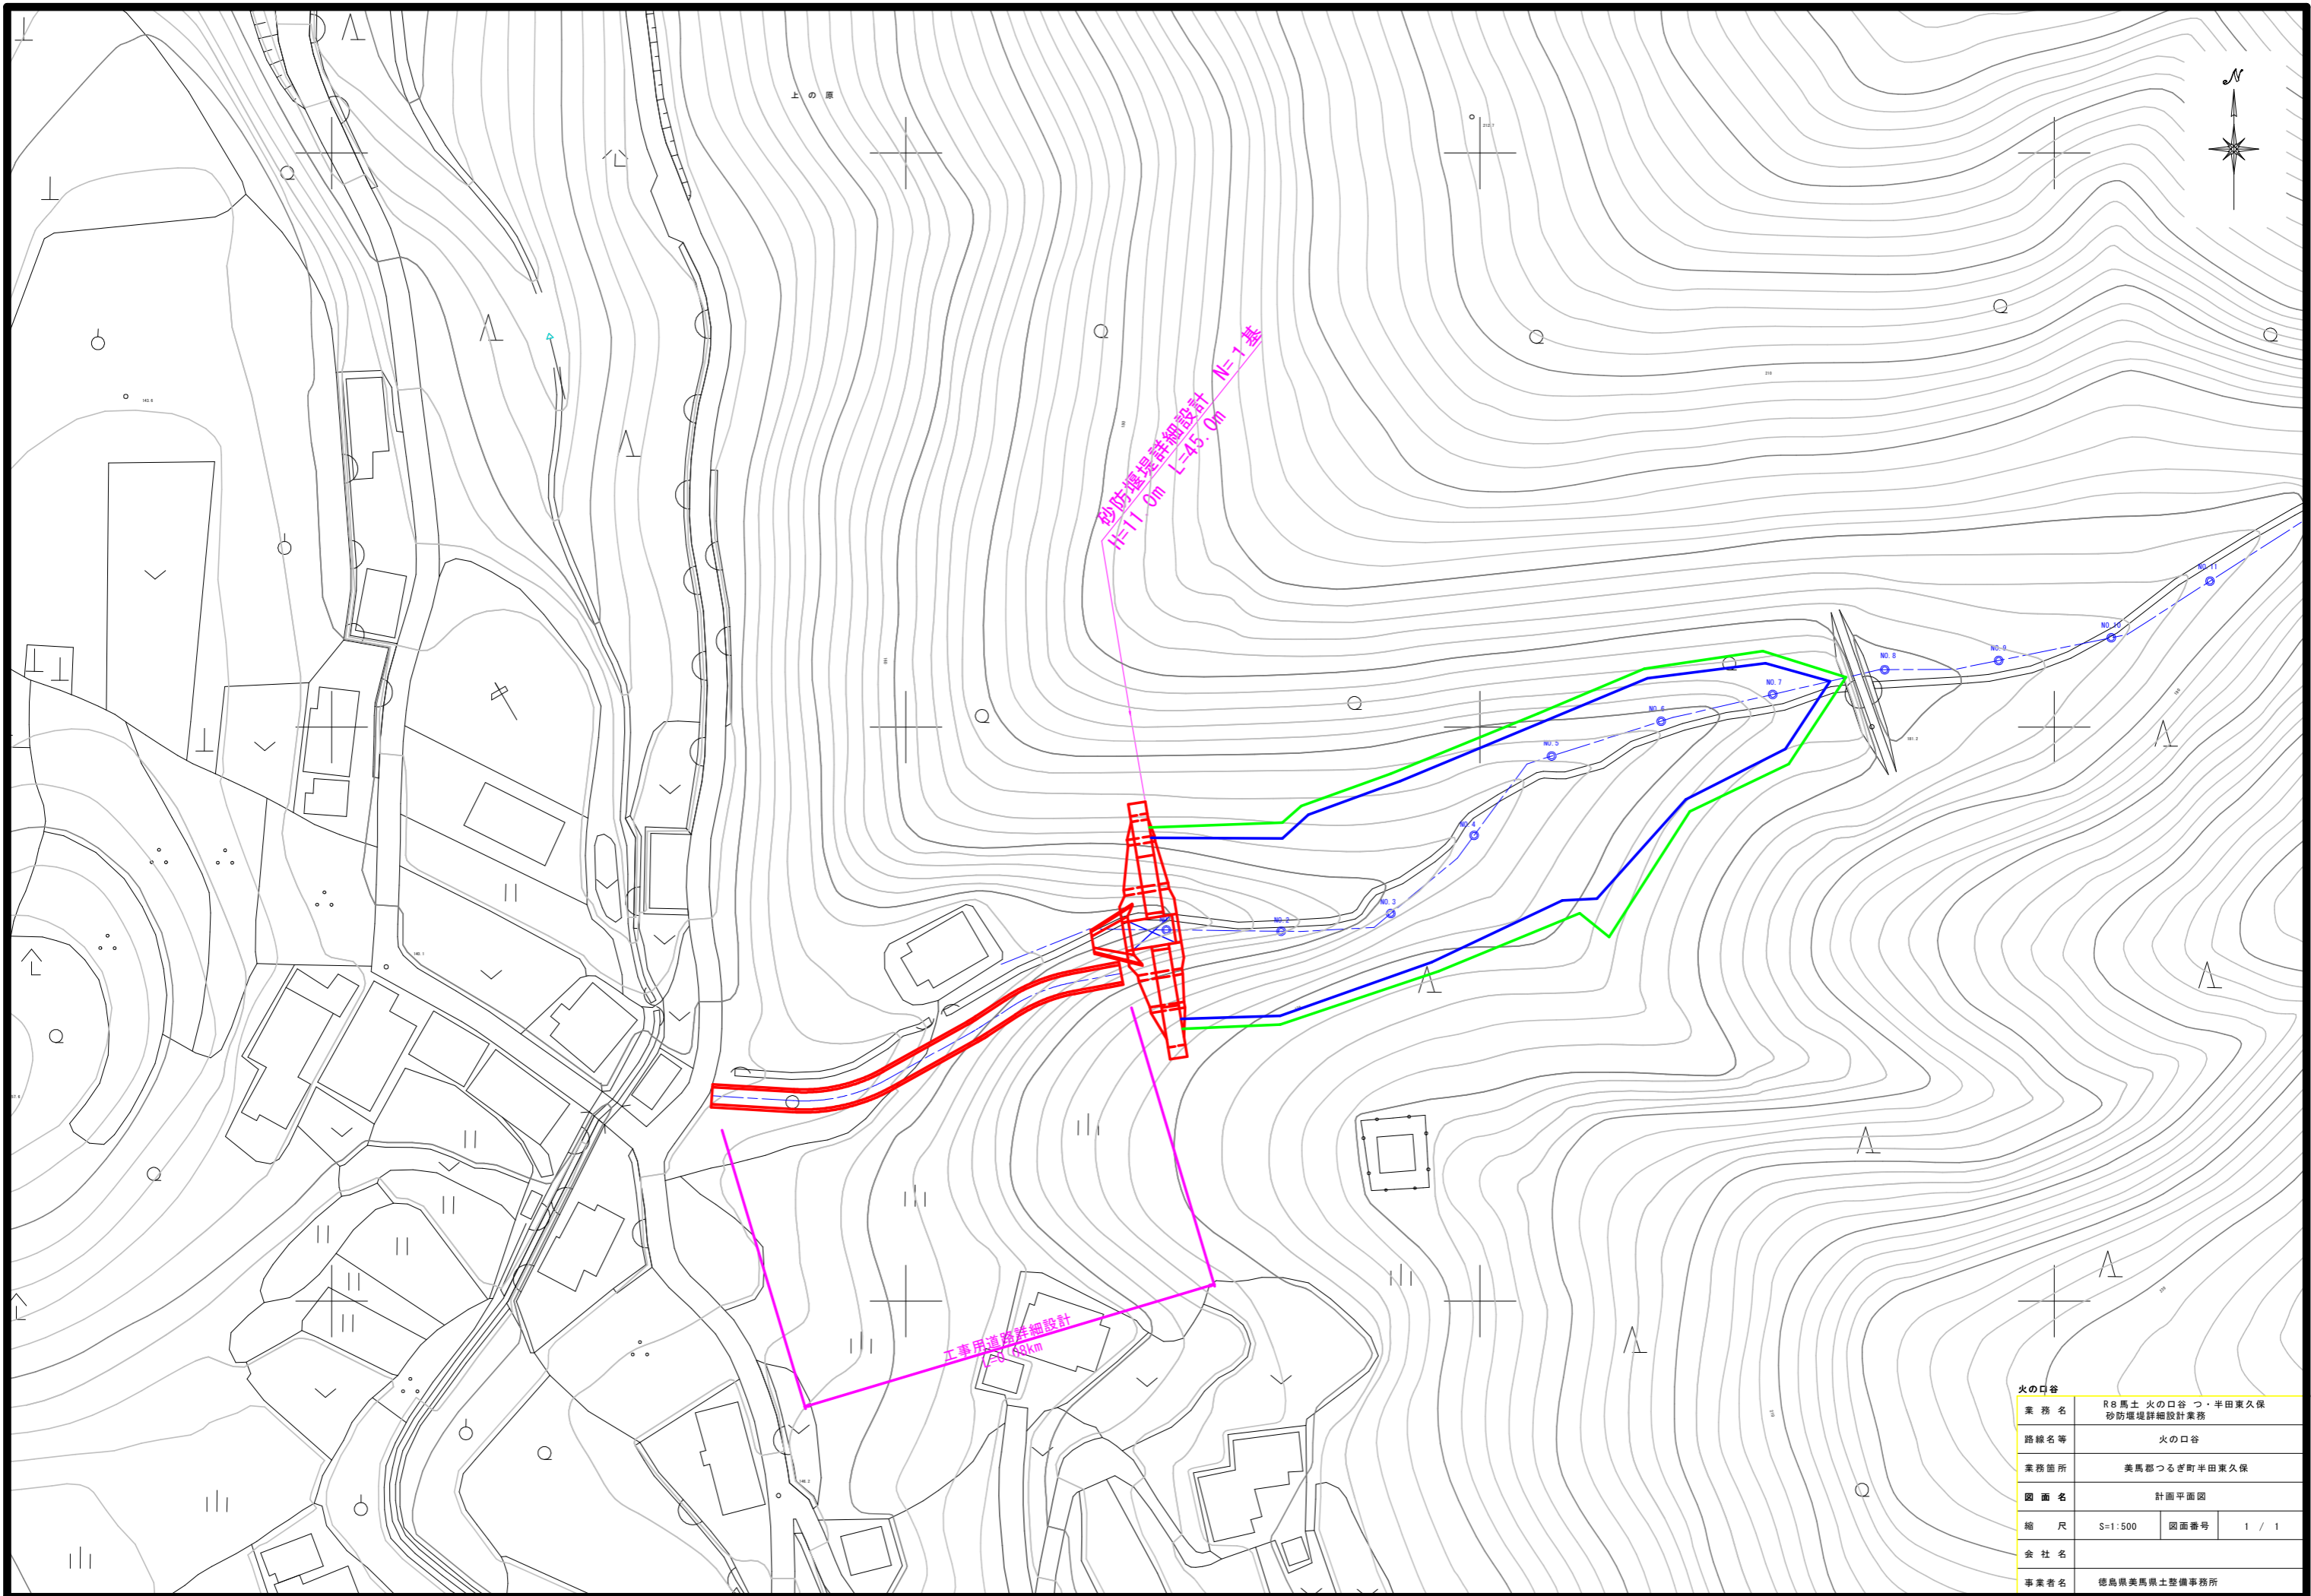 N
上の原
砂防堰堤詳細設計 N=1基
H=11.0m L=45.0m
NO.11
NO.10
NO.9
NO.8
NO.7
NO.6
NO.5
NO.4
NO.3
NO.2
工事用道路詳細設計
L=0.08km
火の口谷
業務名 R8馬土 火の口谷 つ・半田東久保
砂防堰堤詳細設計業務
路線名等 火の口谷
業務箇所 美馬郡つるぎ町半田東久保
図面名 計画平面図
縮尺 S=1:500 図面番号 1 / 1
会社名
事業者名 徳島県美馬県土整備事務所